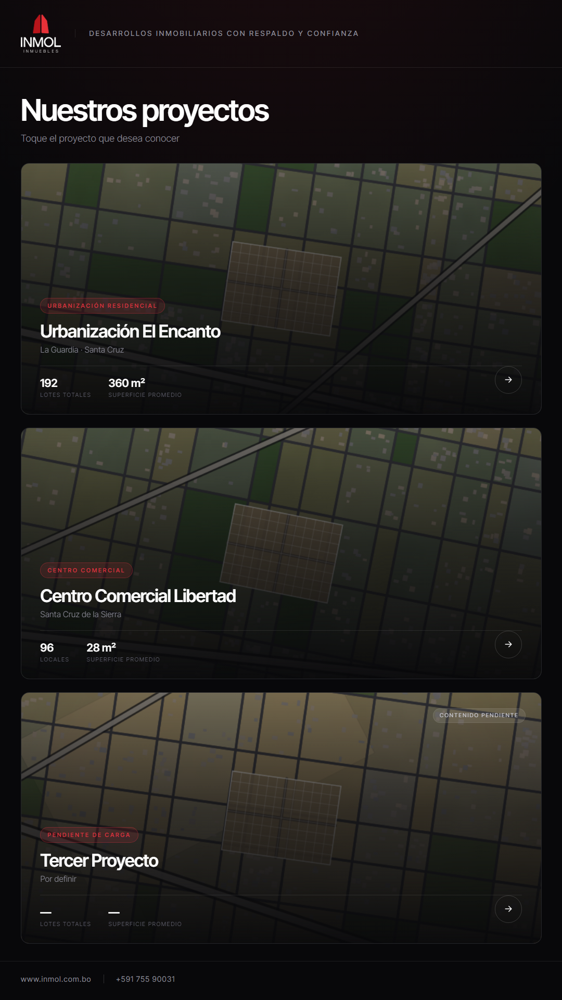 INMOL
INMUEBLES
DESARROLLOS INMOBILIARIOS CON RESPALDO Y CONFIANZA
Nuestros proyectos
Toque el proyecto que desea conocer
URBANIZACIÓN RESIDENCIAL
Urbanización El Encanto
La Guardia · Santa Cruz
192
LOTES TOTALES
360 m²
SUPERFICIE PROMEDIO
CENTRO COMERCIAL
Centro Comercial Libertad
Santa Cruz de la Sierra
96
LOCALES
28 m²
SUPERFICIE PROMEDIO
CONTENIDO PENDIENTE
PENDIENTE DE CARGA
Tercer Proyecto
Por definir
—
LOTES TOTALES
—
SUPERFICIE PROMEDIO
www.inmol.com.bo
+591 755 90031